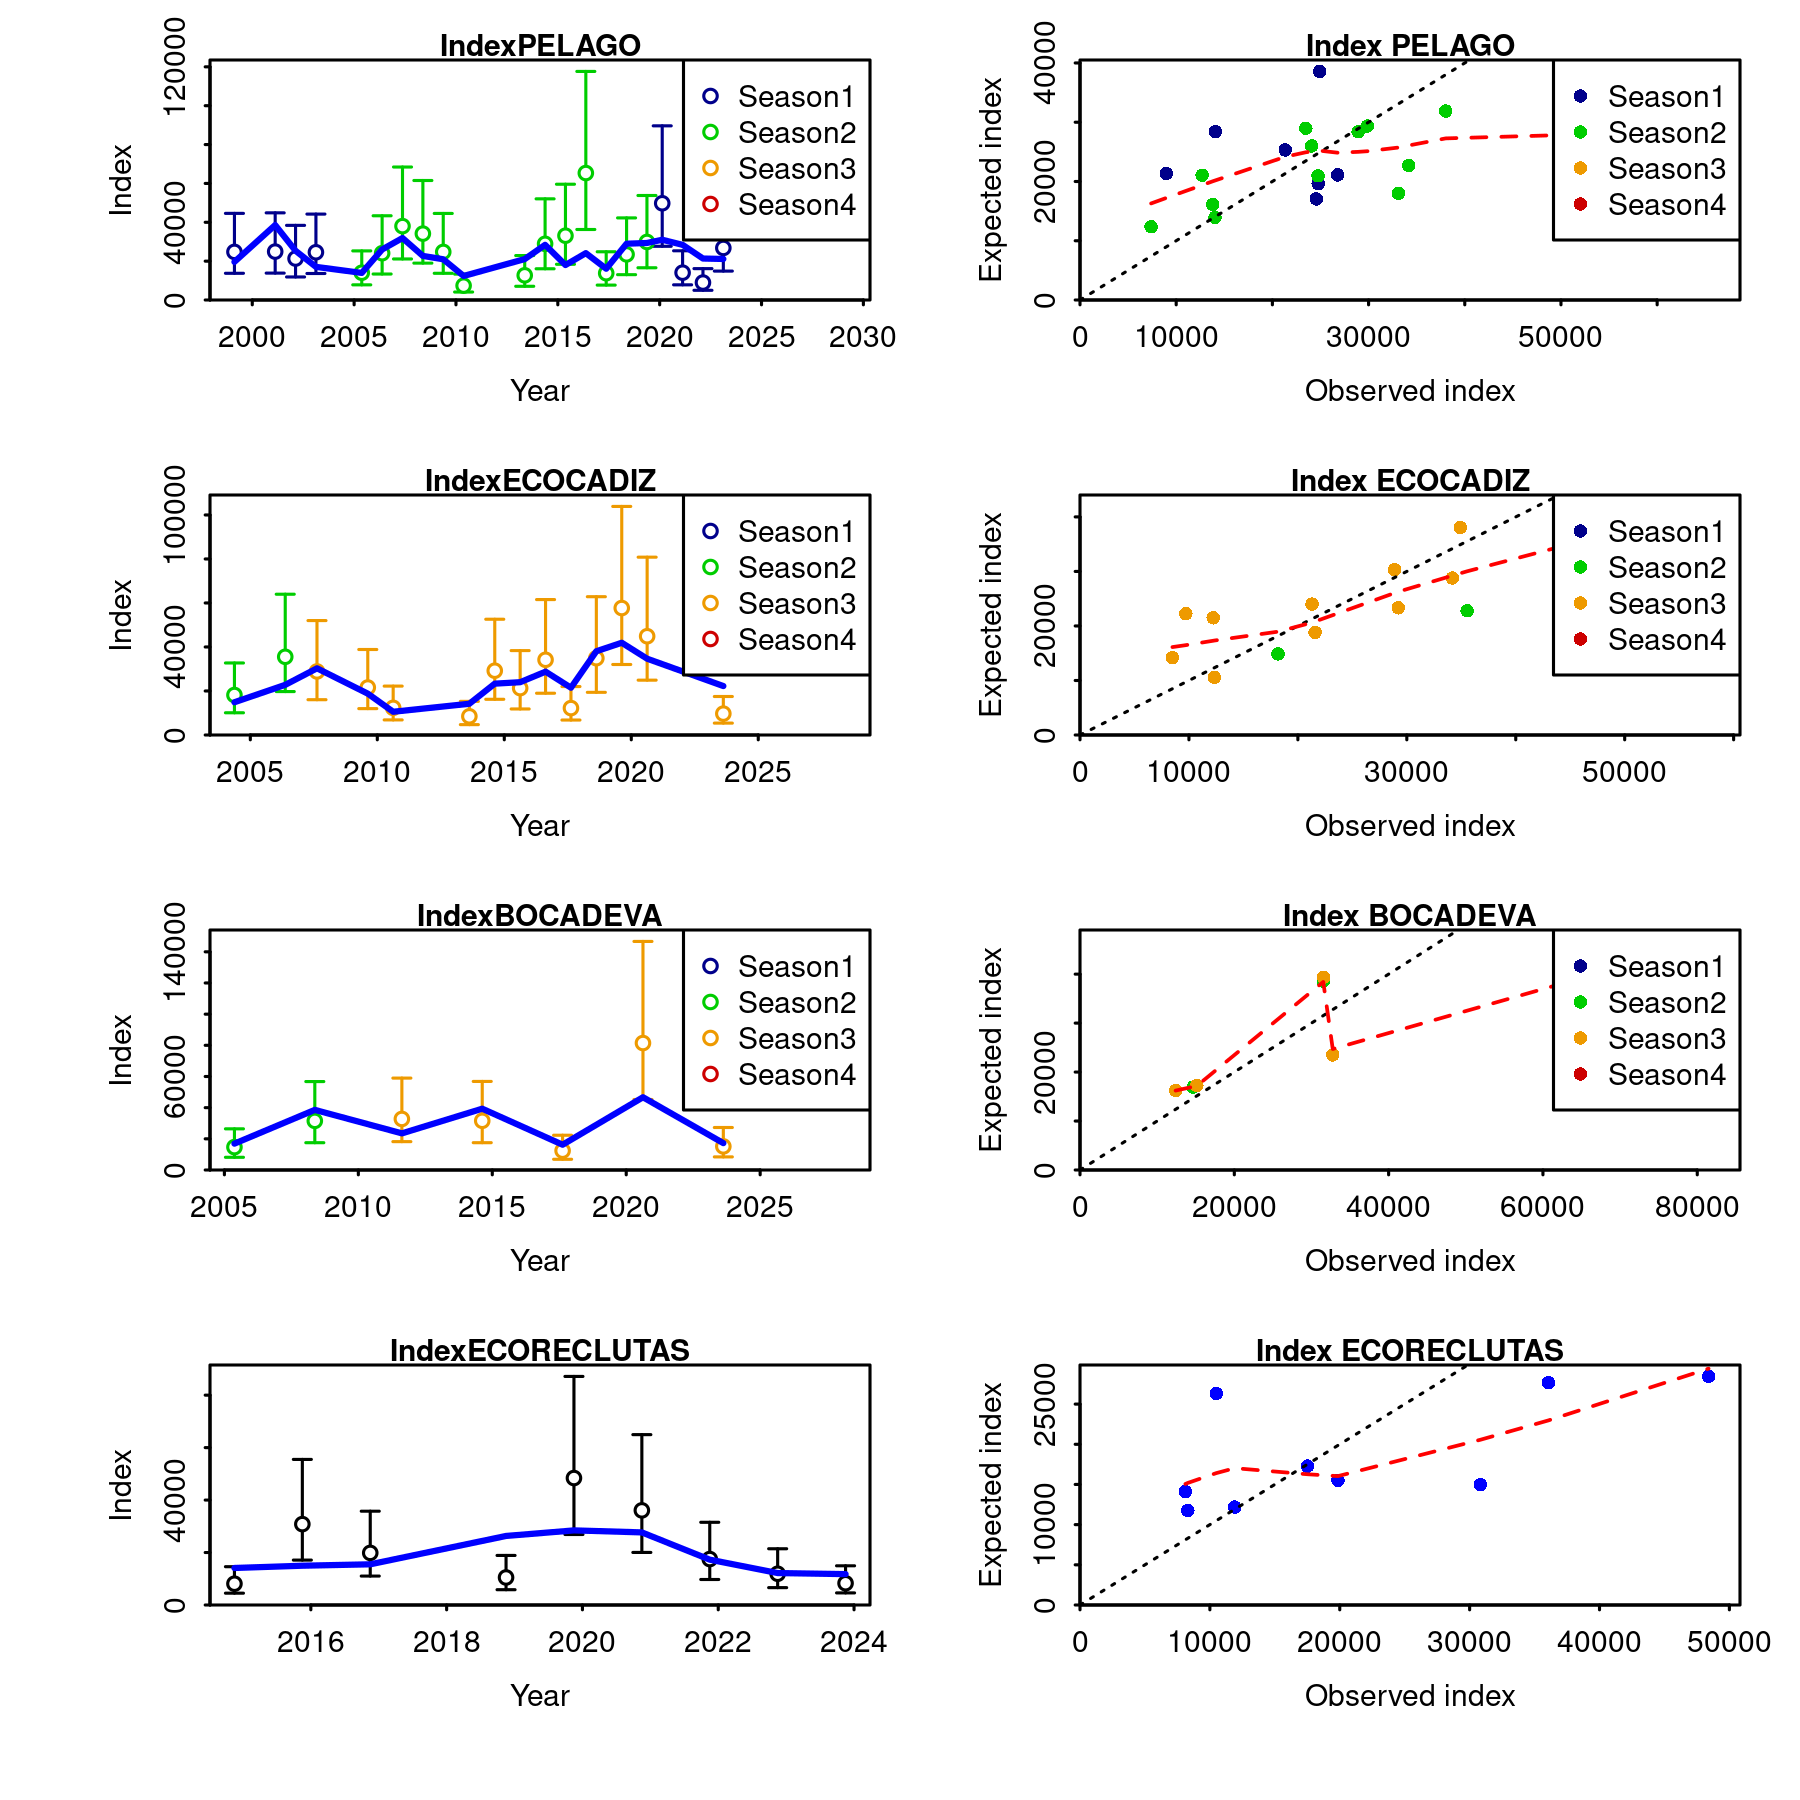 IndexPELAGO
Index
0 40000 120000
Season1
Season2
Season3
Season4
2000 2005 2010 2015 2020 2025 2030
Year
Index PELAGO
Expected index
0 20000 40000
Season1
Season2
Season3
Season4
0 10000 30000 50000
Observed index
IndexECOCADIZ
Index
0 40000 100000
Season1
Season2
Season3
Season4
2005 2010 2015 2020 2025
Year
Index ECOCADIZ
Expected index
0 20000
Season1
Season2
Season3
Season4
0 10000 30000 50000
Observed index
IndexBOCADEVA
Index
0 60000 140000
Season1
Season2
Season3
Season4
2005 2010 2015 2020 2025
Year
Index BOCADEVA
Expected index
0 20000
Season1
Season2
Season3
Season4
0 20000 40000 60000 80000
Observed index
IndexECORECLUTAS
Index
0 40000
2016 2018 2020 2022 2024
Year
Index ECORECLUTAS
Expected index
0 10000 25000
0 10000 20000 30000 40000 50000
Observed index